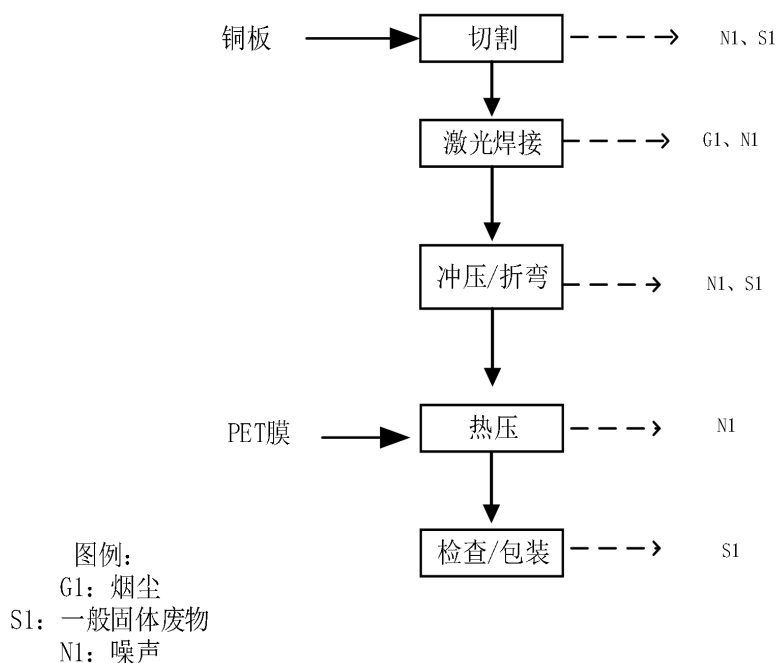 铜板
切割
N1、S1
激光焊接
G1、N1
冲压/折弯
N1、S1
PET膜
热压
N1
检查/包装
S1
图例：
G1：烟尘
S1：一般固体废物
N1：噪声